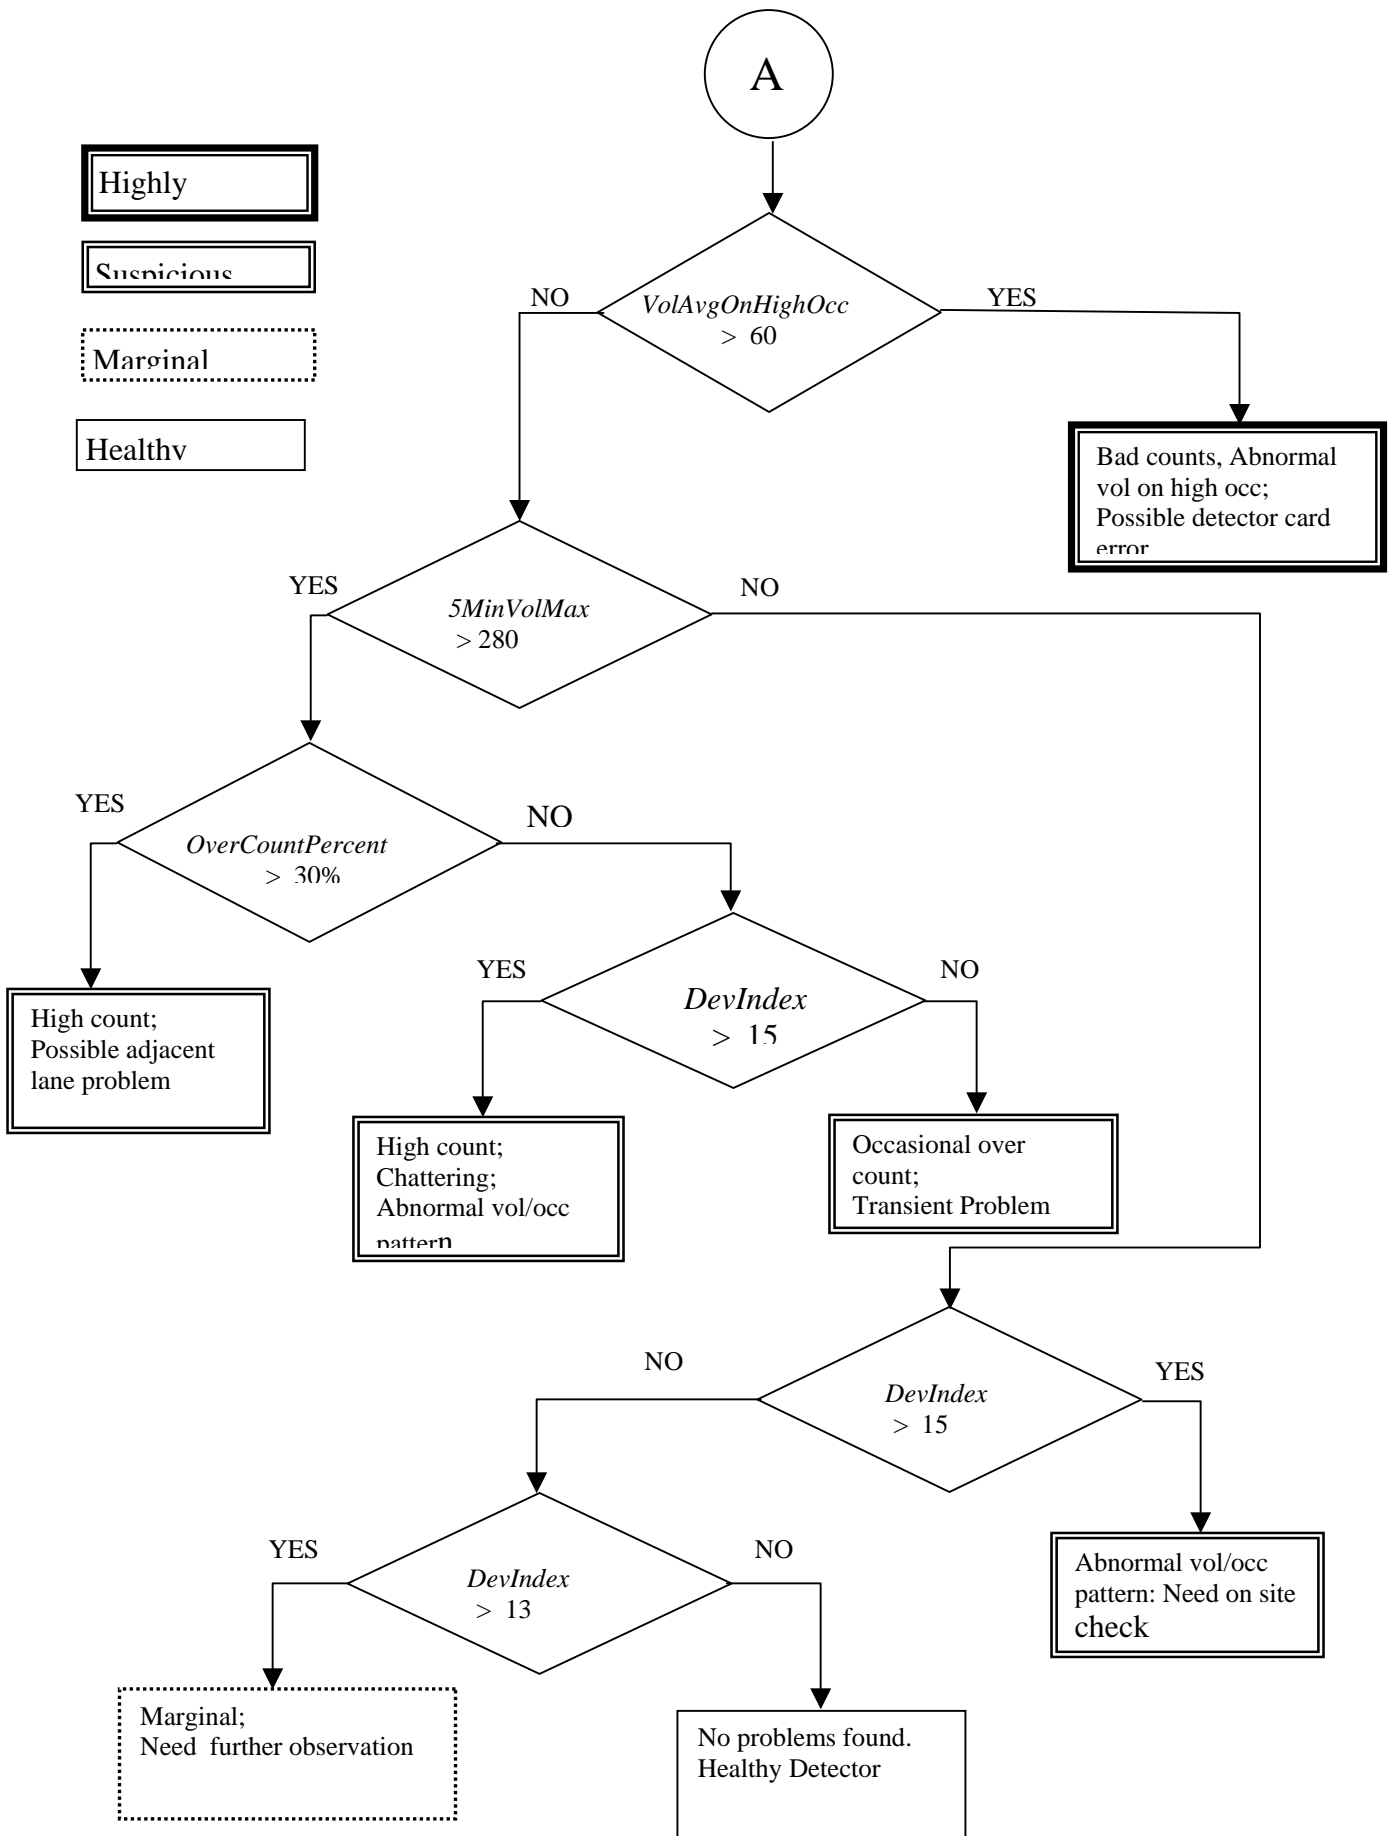 A
Highly
Suspicious
Marginal
Healthy
NO
VolAvgOnHighOcc
> 60
YES
Bad counts, Abnormal
vol on high occ;
Possible detector card
error
YES
5MinVolMax
> 280
NO
YES
OverCountPercent
> 30%
NO
YES
DevIndex
> 15
NO
High count;
Possible adjacent
lane problem
High count;
Chattering;
Abnormal vol/occ
pattern
Occasional over
count;
Transient Problem
NO
DevIndex
> 15
YES
YES
DevIndex
> 13
NO
Abnormal vol/occ
pattern: Need on site
check
Marginal;
Need further observation
No problems found.
Healthy Detector